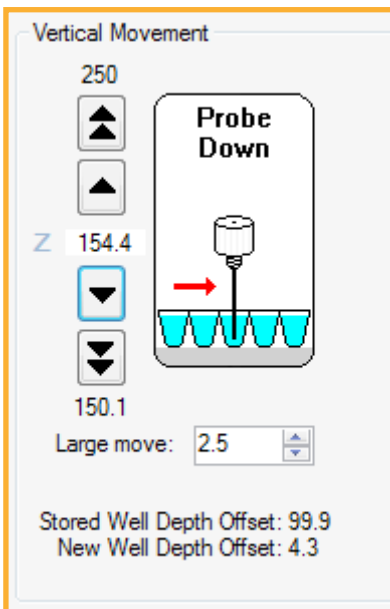 Vertical Movement
250
Probe
Down
Z 154.4
150.1
Large move: 2.5
Stored Well Depth Offset: 99.9
New Well Depth Offset: 4.3